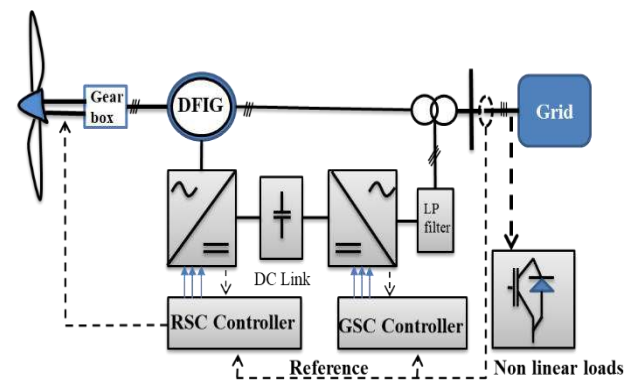 Gear
box
DFIG
Grid
LP
filter
DC Link
RSC Controller
GSC Controller
Reference
Non linear loads